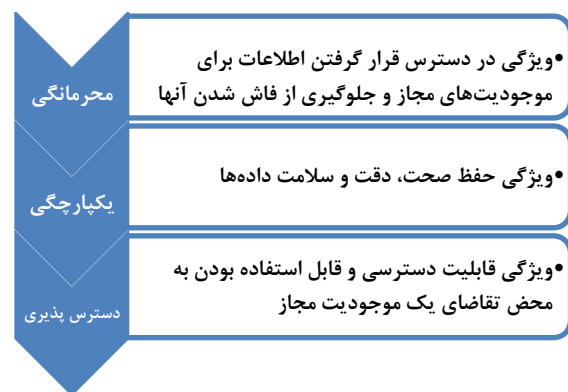 محرمانگی
•ویژگی در دسترس قرار گرفتن اطلاعات برای
موجودیت‌های مجاز و جلوگیری از فاش شدن آنها
یکپارچگی
•ویژگی حفظ صحت، دقت و سلامت داده‌ها
دسترس پذیری
•ویژگی قابلیت دسترسی و قابل استفاده بودن به
محض تقاضای یک موجودیت مجاز